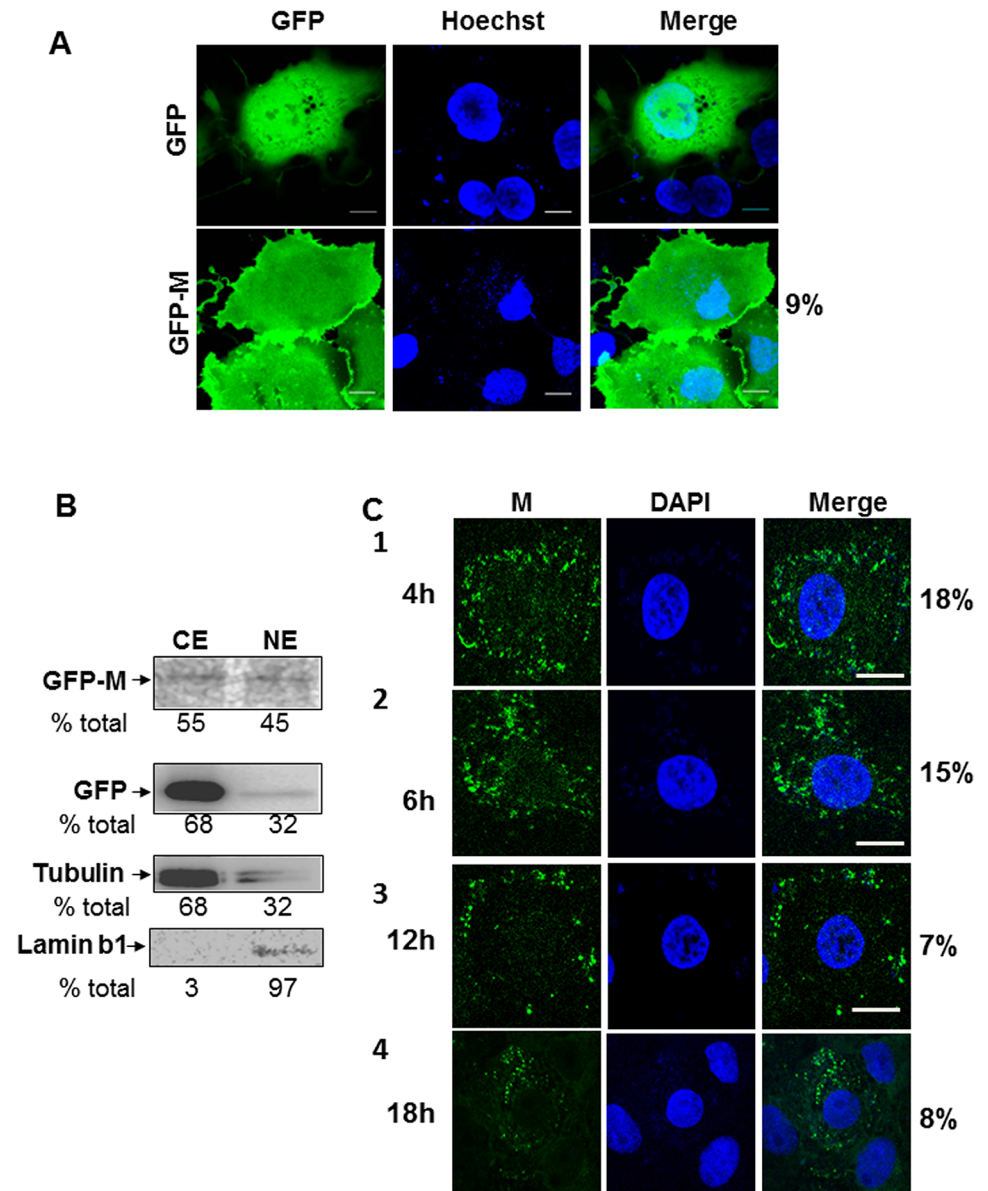 A
GFP Hoechst Merge
GFP
GFP-M
9%
B
CE NE
GFP-M
% total 55 45
GFP
% total 68 32
Tubulin
% total 68 32
Lamin b1
% total 3 97
C
M DAPI Merge
1
4h
18%
2
6h
15%
3
12h
7%
4
18h
8%